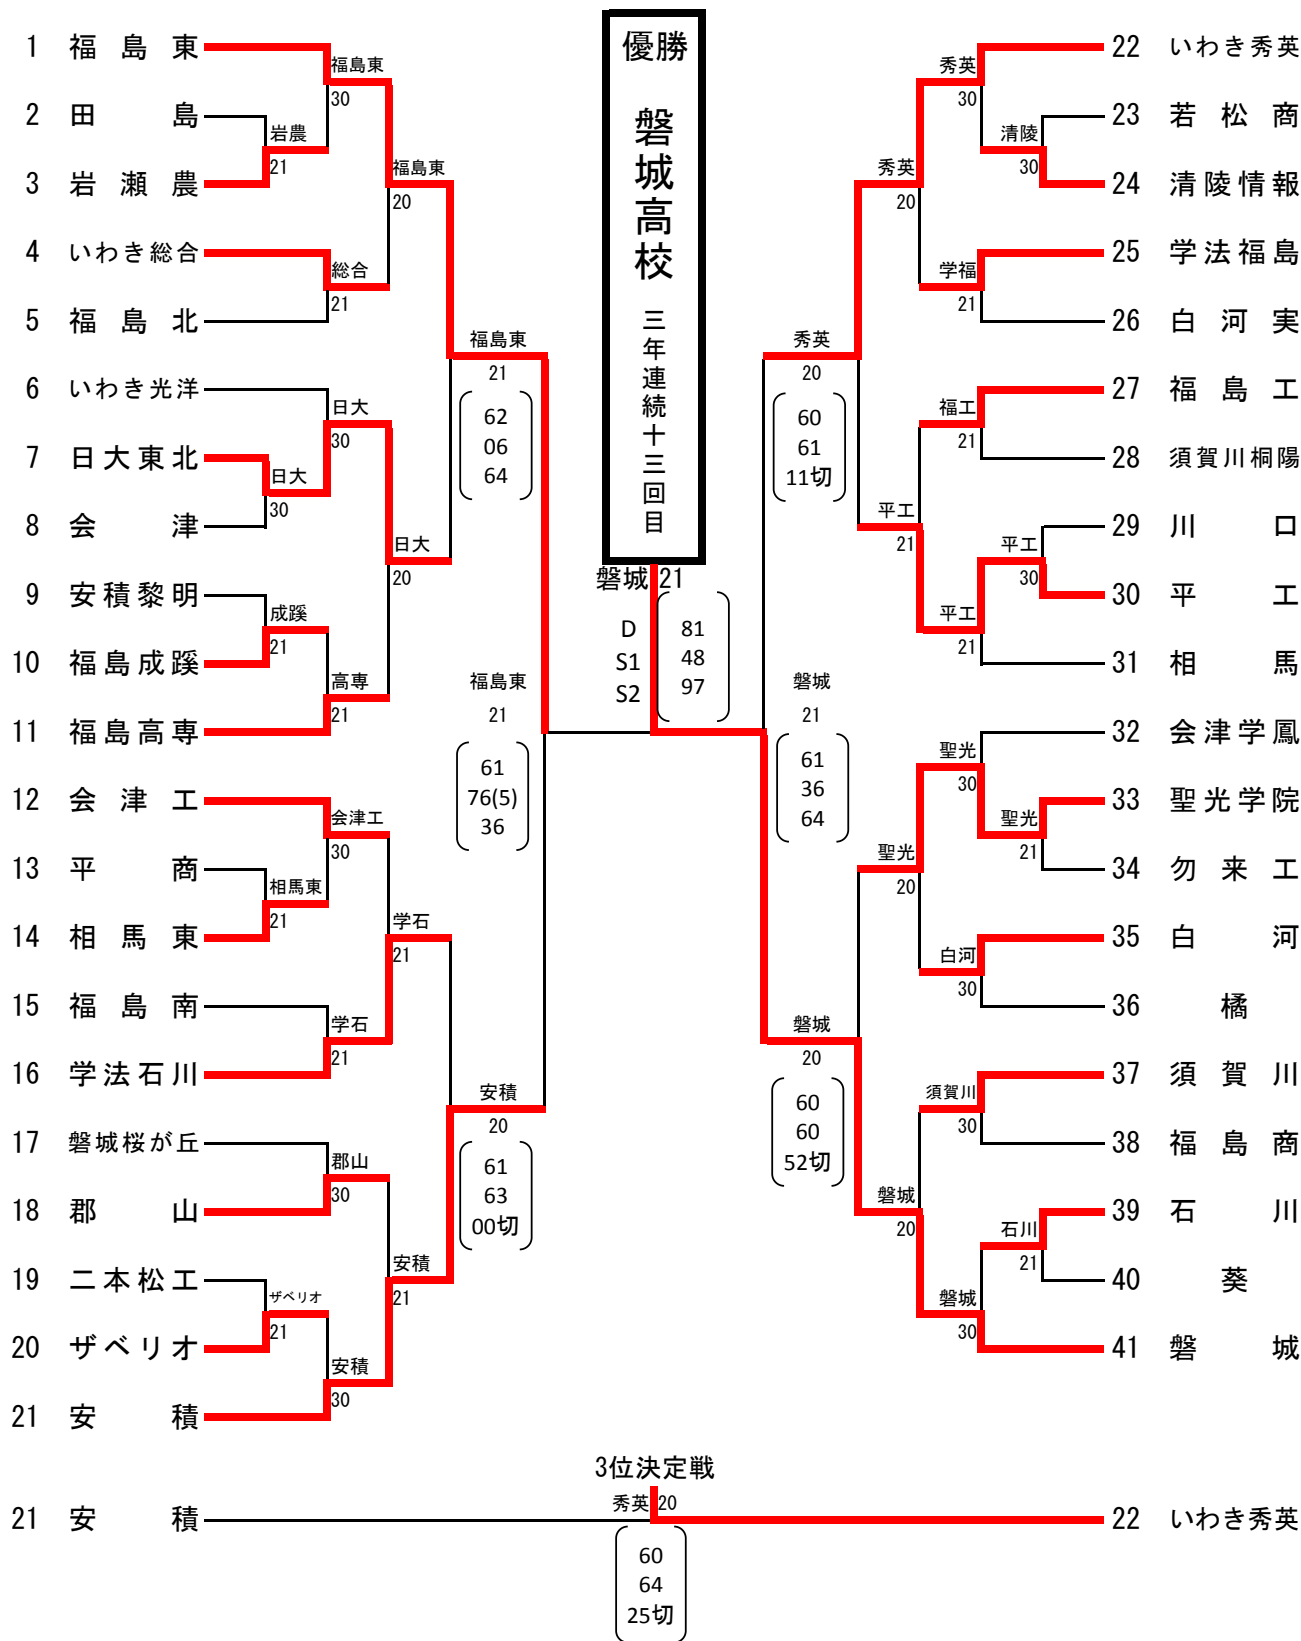 優勝
磐城高校
三年連続十三回目
磐城 21
D 81
S1 48
S2 97
1 福島東
2 田島
3 岩瀬農
4 いわき総合
5 福島北
6 いわき光洋
7 日大東北
8 会津
9 安積黎明
10 福島成蹊
11 福島高専
12 会津工
13 平商
14 相馬東
15 福島南
16 学法石川
17 磐城桜が丘
18 郡山
19 二本松工
20 ザベリオ
21 安積
福島東
30
岩農
21
福島東
20
総合
21
福島東
21
62
06
64
日大
30
日大
30
日大
20
成蹊
21
高専
21
福島東
21
61
76(5)
36
会津工
30
相馬東
21
学石
21
学石
21
安積
20
61
63
00切
郡山
30
安積
21
ザベリオ
21
安積
30
22 いわき秀英
23 若松商
24 清陵情報
25 学法福島
26 白河実
27 福島工
28 須賀川桐陽
29 川口
30 平工
31 相馬
32 会津学鳳
33 聖光学院
34 勿来工
35 白河
36 橘
37 須賀川
38 福島商
39 石川
40 葵
41 磐城
秀英
30
清陵
30
秀英
20
学福
21
秀英
20
60
61
11切
福工
21
平工
21
平工
30
平工
21
磐城
21
61
36
64
聖光
30
聖光
21
聖光
20
白河
30
磐城
20
60
60
52切
須賀川
30
磐城
20
石川
21
磐城
30
3位決定戦
21 安積
秀英 20
22 いわき秀英
60
64
25切